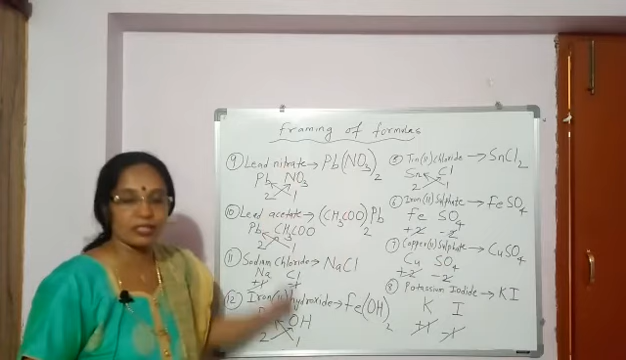 Framing of formulas
⑨ Lead nitrate → Pb(NO3)2
Pb NO3
2 1
⑩ Lead acetate → (CH3COO)2Pb
Pb CH3COO
2 1
⑪ Sodium Chloride → NaCl
Na Cl
+1 -1
⑫ Iron(II) hydroxide → Fe(OH)2
OH
2 1
⑤ Tin(II) chloride → SnCl2
Sn Cl
2 1
⑥ Iron(II) Sulphate → FeSO4
Fe SO4
+2 -2
⑦ Copper(II) Sulphate → CuSO4
Cu SO4
+2 -2
⑧ Potassium Iodide → KI
K I
+1 -1